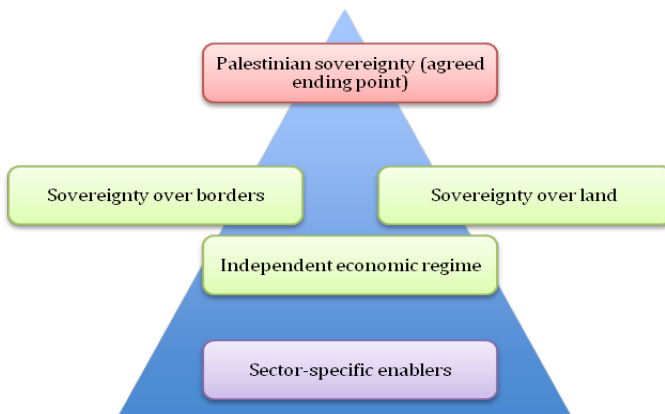 Palestinian sovereignty (agreed
ending point)
Sovereignty over borders
Sovereignty over land
Independent economic regime
Sector-specific enablers